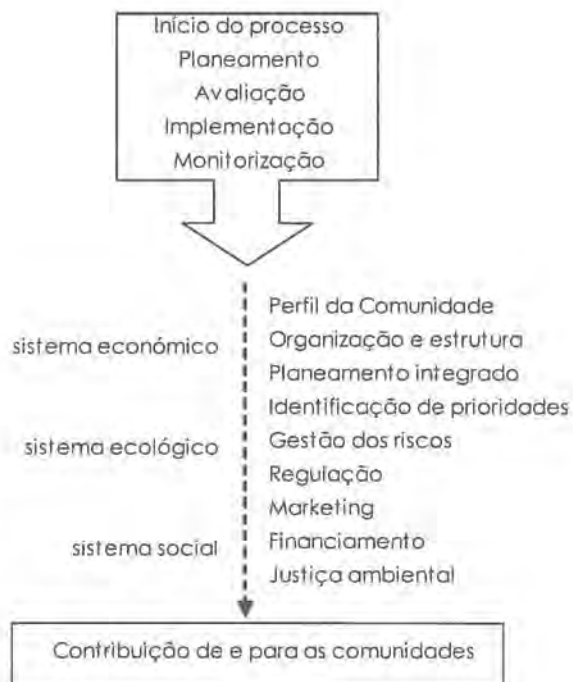 Início do processo
Planeamento
Avaliação
Implementação
Monitorização
Perfil da Comunidade
sistema económico
Organização e estrutura
Planeamento integrado
Identificação de prioridades
sistema ecológico
Gestão dos riscos
Regulação
Marketing
sistema social
Financiamento
Justiça ambiental
Contribuição de e para as comunidades